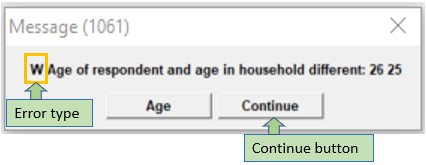 Message (1061)
W Age of respondent and age in household different: 26 25
Age Continue
Error type
Continue button